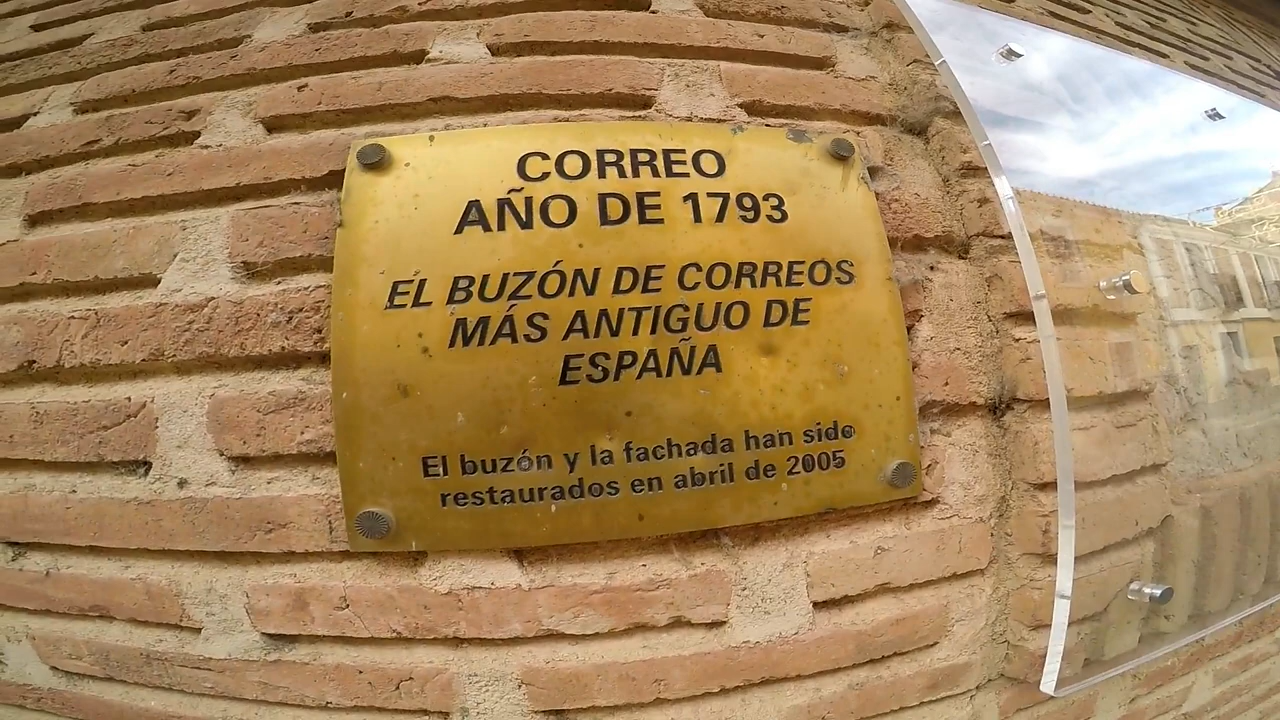 CORREO
AÑO DE 1793
EL BUZÓN DE CORREOS
MÁS ANTIGUO DE
ESPAÑA
El buzón y la fachada han sido
restaurados en abril de 2005